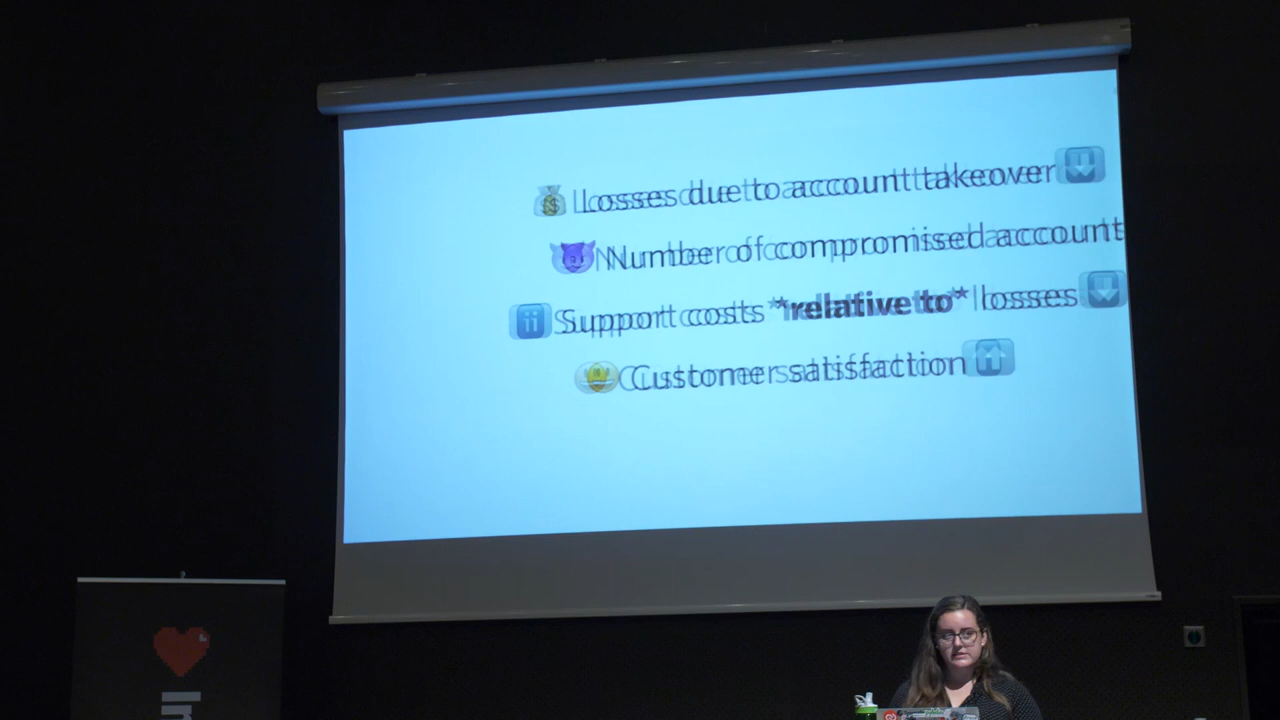 Losses due to account takeover
Number of compromised account
Support costs *relative to* losses
Customer satisfaction